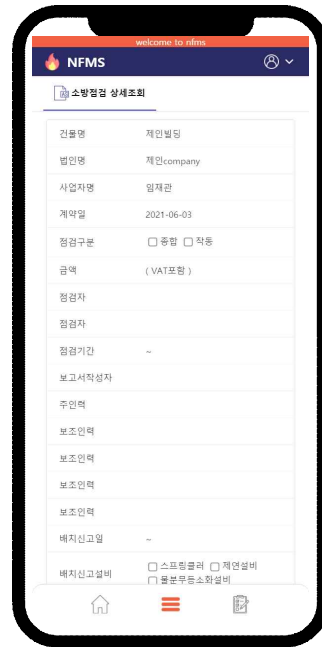 welcome to nfms
NFMS
소방점검 상세조회
건물명 제인빌딩
법인명 제인company
사업자명 임재관
계약일 2021-06-03
점검구분 종합 작동
금액 ( VAT포함 )
점검자
점검자
점검기간 ~
보고서작성자
주인력
보조인력
보조인력
보조인력
보조인력
배치신고일 ~
배치신고설비 스프링클러 제연설비
물분무등소화설비